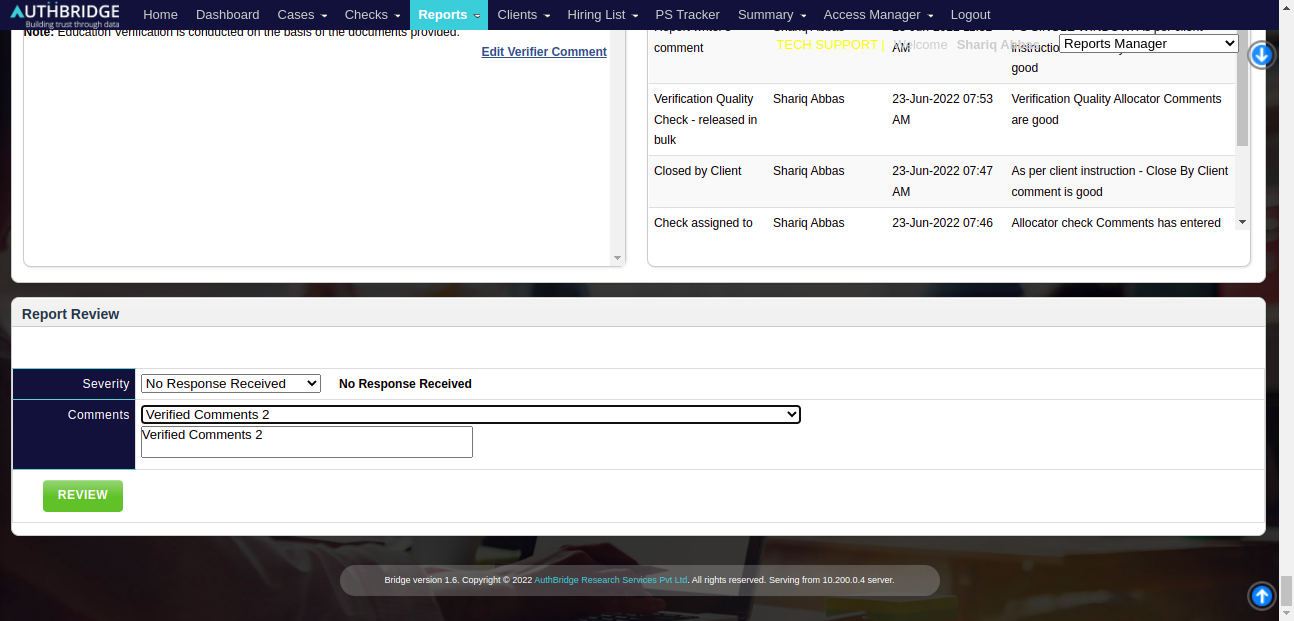 AUTHBRIDGE
Building trust through data
Home Dashboard Cases Checks Reports Clients Hiring List PS Tracker Summary Access Manager Logout
Note: Education Verification is conducted on the basis of the documents provided.
Edit Verifier Comment
TECH SUPPORT | Welcome Shariq Abbas Reports Manager
comment
AM
good
Verification Quality Check - released in bulk
Shariq Abbas
23-Jun-2022 07:53 AM
Verification Quality Allocator Comments are good
Closed by Client
Shariq Abbas
23-Jun-2022 07:47 AM
As per client instruction - Close By Client comment is good
Check assigned to
Shariq Abbas
23-Jun-2022 07:46
Allocator check Comments has entered
Report Review
Severity
No Response Received
No Response Received
Comments
Verified Comments 2
Verified Comments 2
REVIEW
Bridge version 1.6. Copyright © 2022 AuthBridge Research Services Pvt Ltd. All rights reserved. Serving from 10.200.0.4 server.